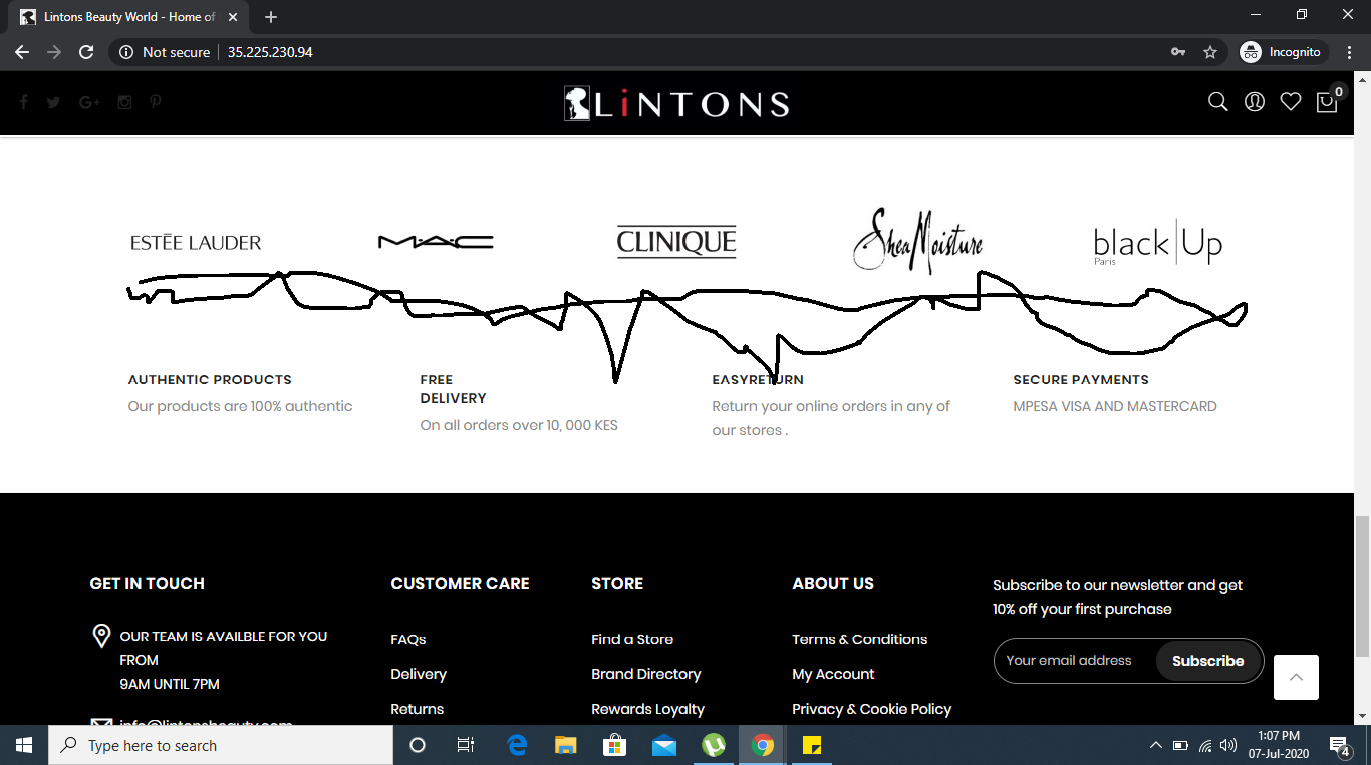 Lintons Beauty World - Home of
Not secure 35.225.230.94 Incognito
LiNTONS 0
ESTĒE LAUDER M·A·C CLINIQUE SheaMoisture black Up
Paris
AUTHENTIC PRODUCTS
Our products are 100% authentic
FREE
DELIVERY
On all orders over 10, 000 KES
EASYRETURN
Return your online orders in any of
our stores .
SECURE PAYMENTS
MPESA VISA AND MASTERCARD
GET IN TOUCH
OUR TEAM IS AVAILBLE FOR YOU
FROM
9AM UNTIL 7PM
info@lintonsbeauty.com
CUSTOMER CARE
FAQs
Delivery
Returns
STORE
Find a Store
Brand Directory
Rewards Loyalty
ABOUT US
Terms & Conditions
My Account
Privacy & Cookie Policy
Subscribe to our newsletter and get
10% off your first purchase
Your email address Subscribe
Type here to search
1:07 PM
07-Jul-2020
4